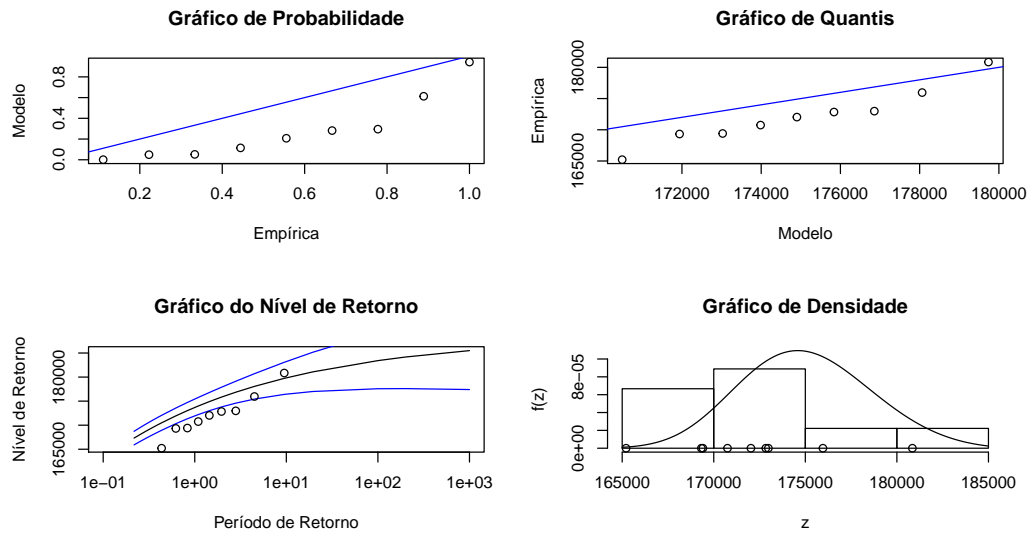 Gráfico de Probabilidade
Modelo
0.0 0.4 0.8
0.2 0.4 0.6 0.8 1.0
Empírica
Gráfico de Quantis
Empírica
165000 180000
172000 174000 176000 178000 180000
Modelo
Gráfico do Nível de Retorno
Nível de Retorno
165000 180000
1e−01 1e+00 1e+01 1e+02 1e+03
Período de Retorno
Gráfico de Densidade
f(z)
0e+00 8e−05
165000 170000 175000 180000 185000
z